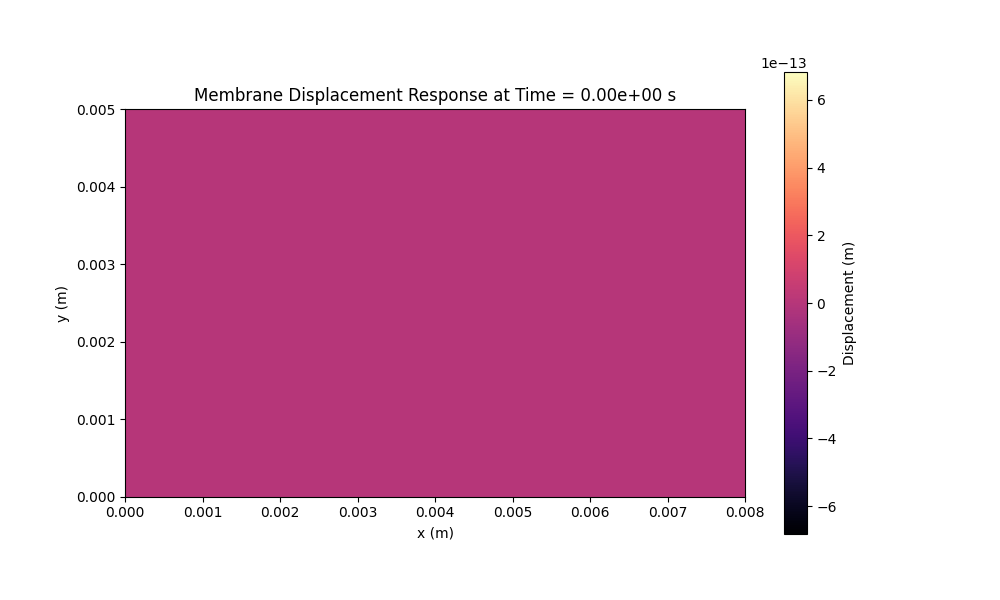 1e−13
Membrane Displacement Response at Time = 0.00e+00 s
0.005
0.004
0.003
0.002
0.001
0.000
y (m)
0.000 0.001 0.002 0.003 0.004 0.005 0.006 0.007 0.008
x (m)
6
4
2
0
−2
−4
−6
Displacement (m)